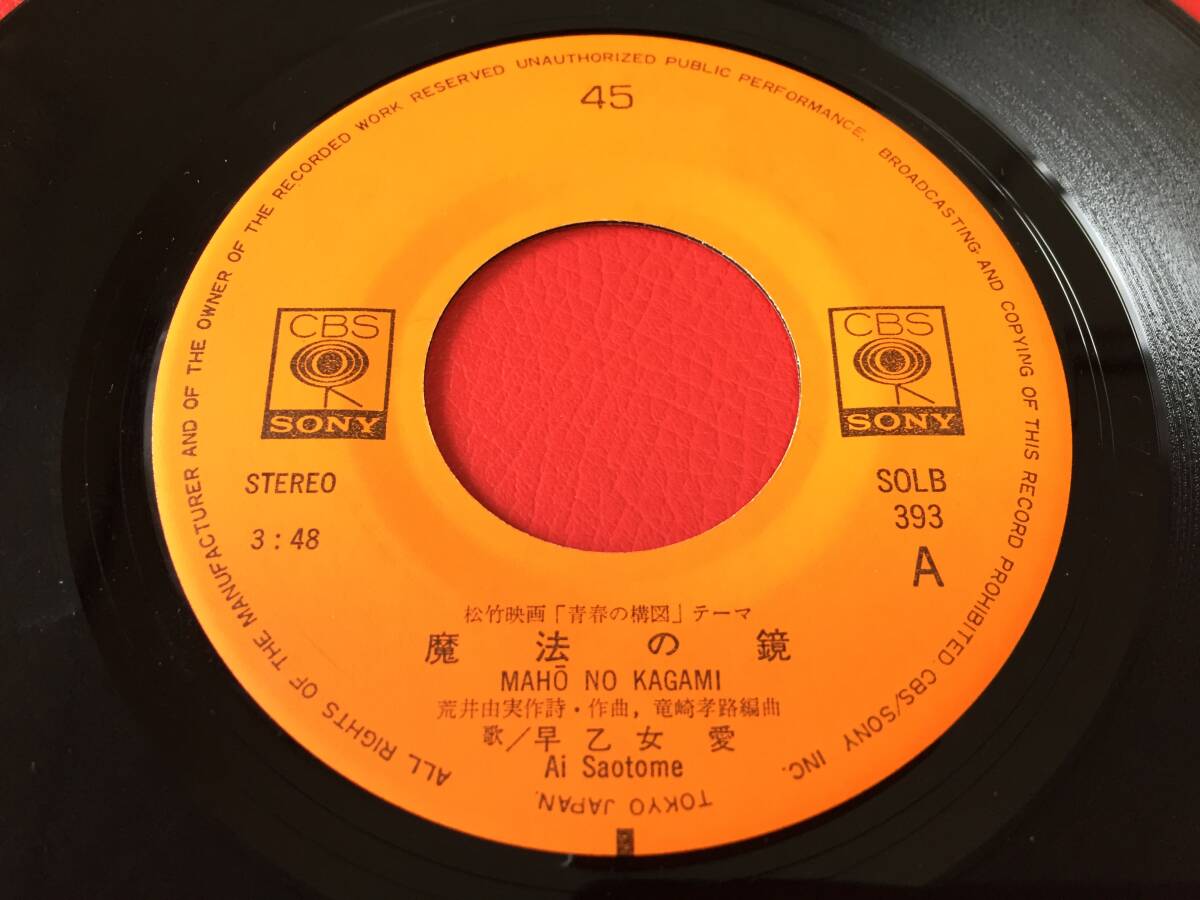 45
ALL RIGHTS OF THE MANUFACTURER AND OF THE OWNER OF THE RECORDED WORK RESERVED UNAUTHORIZED PUBLIC PERFORMANCE. BROADCASTING AND COPYING OF THIS RECORD PROHIBITED. CBS/SONY INC.
TOKYO JAPAN.
CBS
SONY
CBS
SONY
STEREO
3:48
SOLB
393
A
松竹映画「青春の構図」テーマ
魔法の鏡
MAHŌ NO KAGAMI
荒井由実作詩・作曲,竜崎孝路編曲
歌/早乙女愛
Ai Saotome